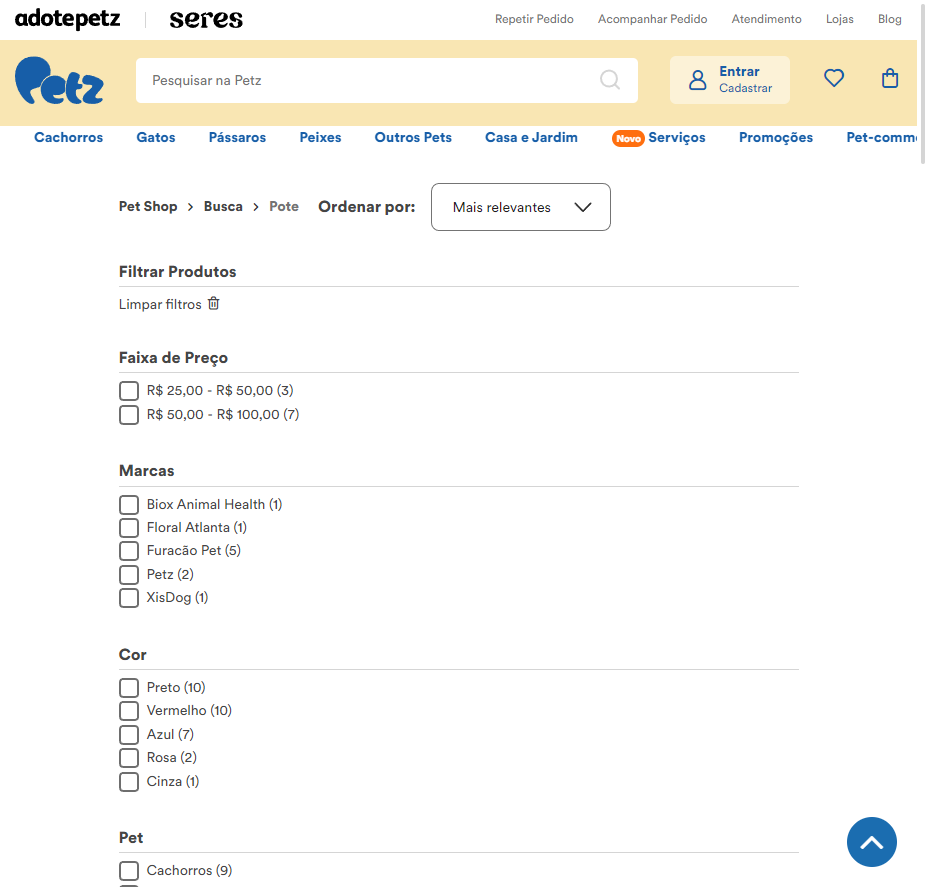 adotepetz seres Repetir Pedido Acompanhar Pedido Atendimento Lojas Blog
Petz Pesquisar na Petz Entrar
Cadastrar
Cachorros Gatos Pássaros Peixes Outros Pets Casa e Jardim Novo Serviços Promoções Pet-comm
Pet Shop > Busca > Pote Ordenar por: Mais relevantes
Filtrar Produtos
Limpar filtros
Faixa de Preço
R$ 25,00 - R$ 50,00 (3)
R$ 50,00 - R$ 100,00 (7)
Marcas
Biox Animal Health (1)
Floral Atlanta (1)
Furacão Pet (5)
Petz (2)
XisDog (1)
Cor
Preto (10)
Vermelho (10)
Azul (7)
Rosa (2)
Cinza (1)
Pet
Cachorros (9)